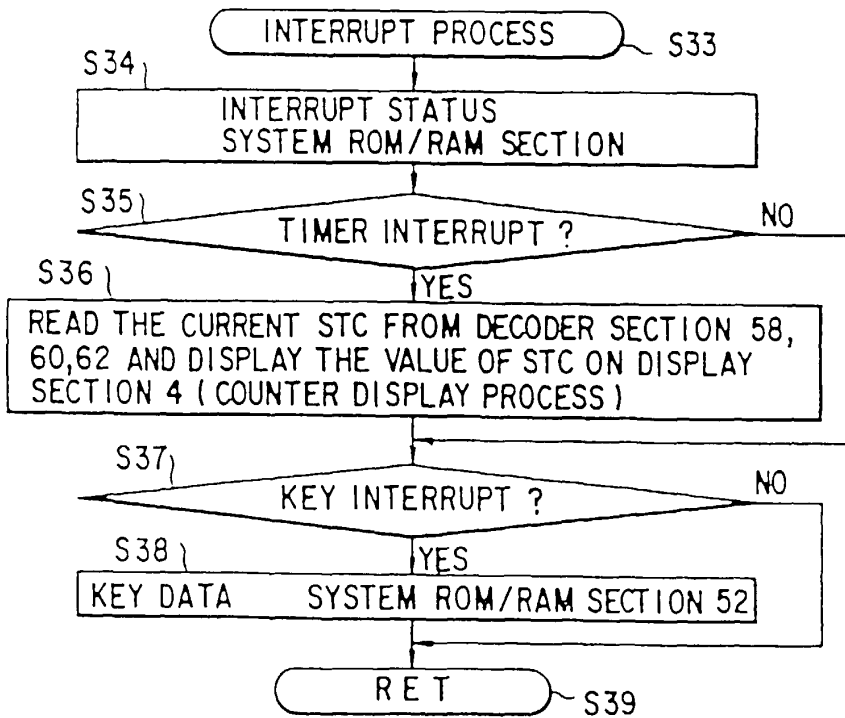 INTERRUPT PROCESS
S33
S34
INTERRUPT STATUS
SYSTEM ROM/RAM SECTION
S35
TIMER INTERRUPT ?
NO
YES
S36
READ THE CURRENT STC FROM DECODER SECTION 58,
60,62 AND DISPLAY THE VALUE OF STC ON DISPLAY
SECTION 4 ( COUNTER DISPLAY PROCESS )
S37
KEY INTERRUPT ?
NO
YES
S38
KEY DATA SYSTEM ROM/RAM SECTION 52
RET
S39